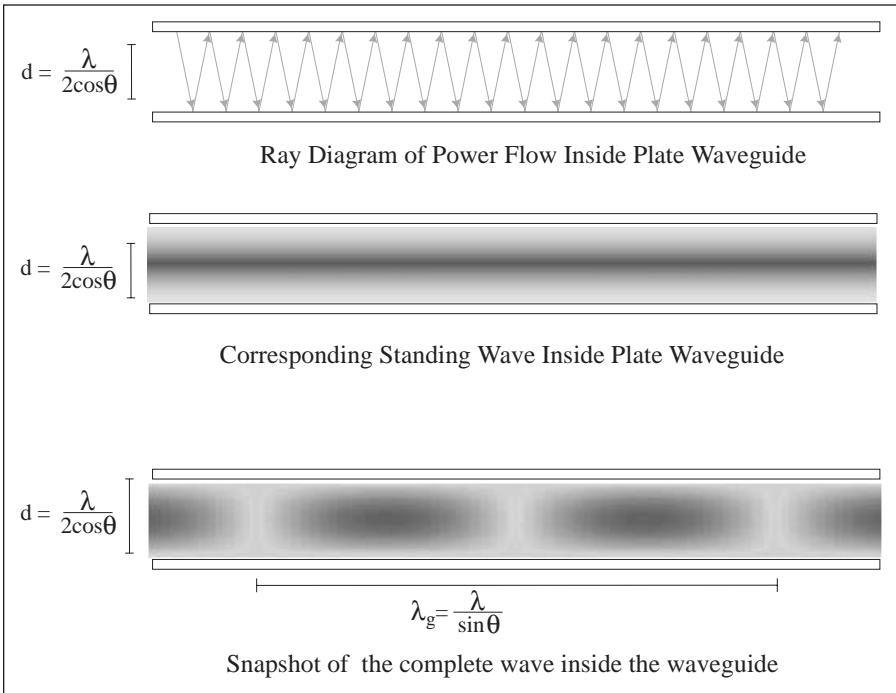 d = λ/2cosθ
Ray Diagram of Power Flow Inside Plate Waveguide
d = λ/2cosθ
Corresponding Standing Wave Inside Plate Waveguide
d = λ/2cosθ
λg=λ/sinθ
Snapshot of the complete wave inside the waveguide